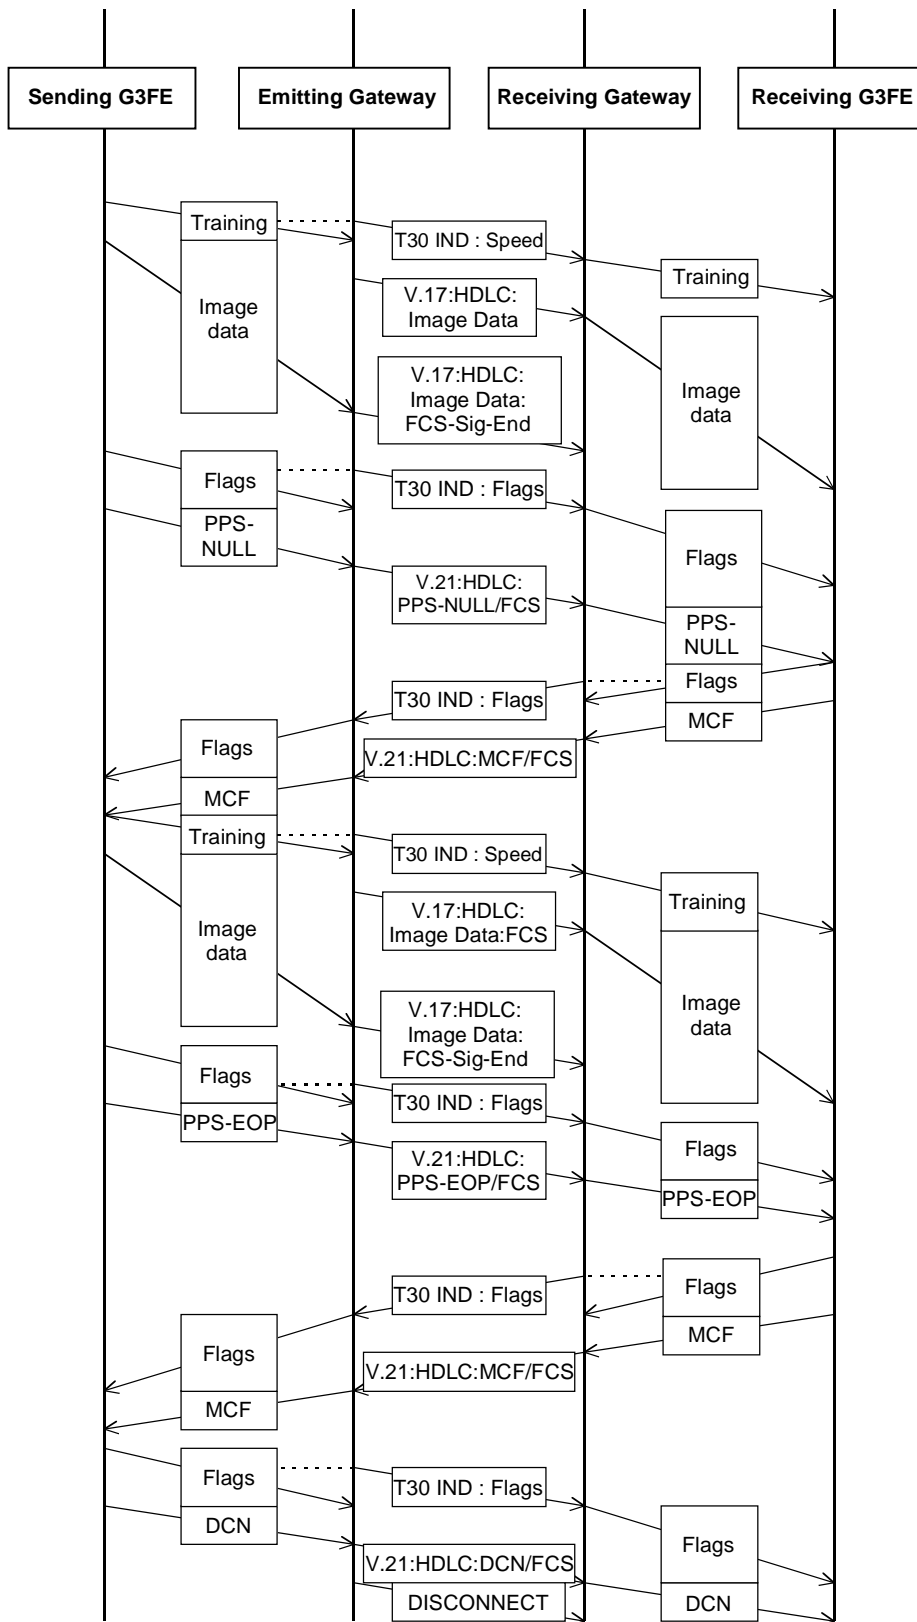 Sending G3FE
Emitting Gateway
Receiving Gateway
Receiving G3FE
Training
T30 IND : Speed
Training
Image
data
V.17:HDLC:
Image Data
Image
data
V.17:HDLC:
Image Data:
FCS-Sig-End
Flags
T30 IND : Flags
PPS-
NULL
Flags
V.21:HDLC:
PPS-NULL/FCS
PPS-
NULL
Flags
T30 IND : Flags
MCF
Flags
V.21:HDLC:MCF/FCS
MCF
Training
T30 IND : Speed
Training
Image
data
V.17:HDLC:
Image Data:FCS
Image
data
V.17:HDLC:
Image Data:
FCS-Sig-End
Flags
T30 IND : Flags
PPS-EOP
Flags
V.21:HDLC:
PPS-EOP/FCS
PPS-EOP
Flags
T30 IND : Flags
MCF
Flags
V.21:HDLC:MCF/FCS
MCF
Flags
T30 IND : Flags
DCN
Flags
V.21:HDLC:DCN/FCS
DISCONNECT
DCN